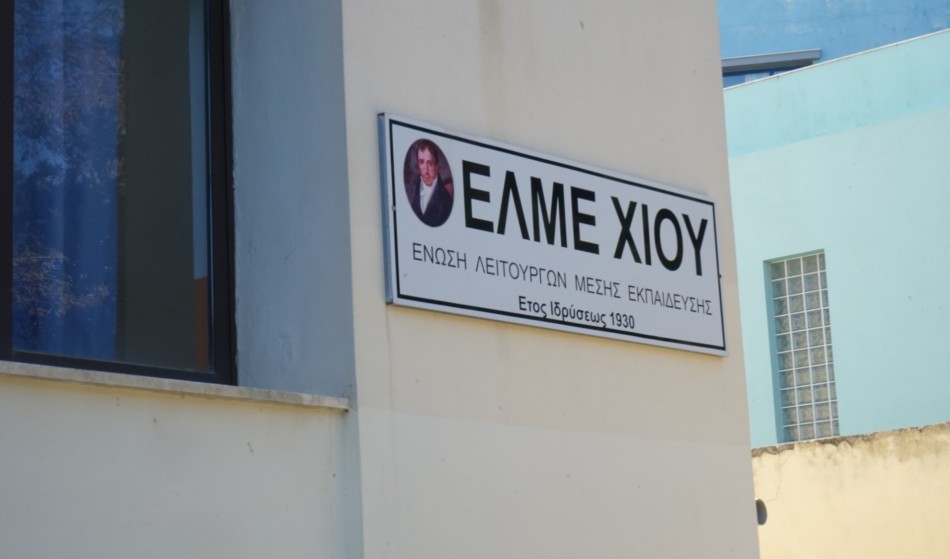 ΕΛΜΕ ΧΙΟΥ
ΕΝΩΣΗ ΛΕΙΤΟΥΡΓΩΝ ΜΕΣΗΣ ΕΚΠΑΙΔΕΥΣΗΣ
Ετος Ιδρύσεως 1930